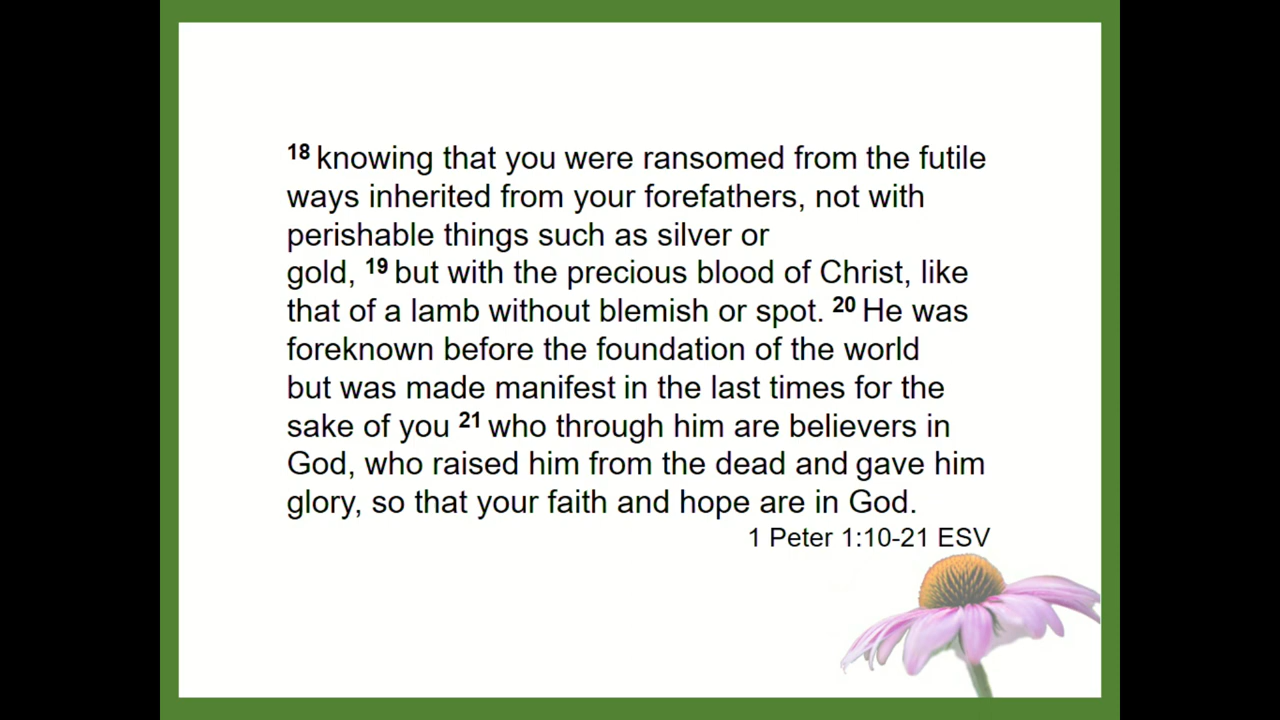 18 knowing that you were ransomed from the futile
ways inherited from your forefathers, not with
perishable things such as silver or
gold, 19 but with the precious blood of Christ, like
that of a lamb without blemish or spot. 20 He was
foreknown before the foundation of the world
but was made manifest in the last times for the
sake of you 21 who through him are believers in
God, who raised him from the dead and gave him
glory, so that your faith and hope are in God.
1 Peter 1:10-21 ESV